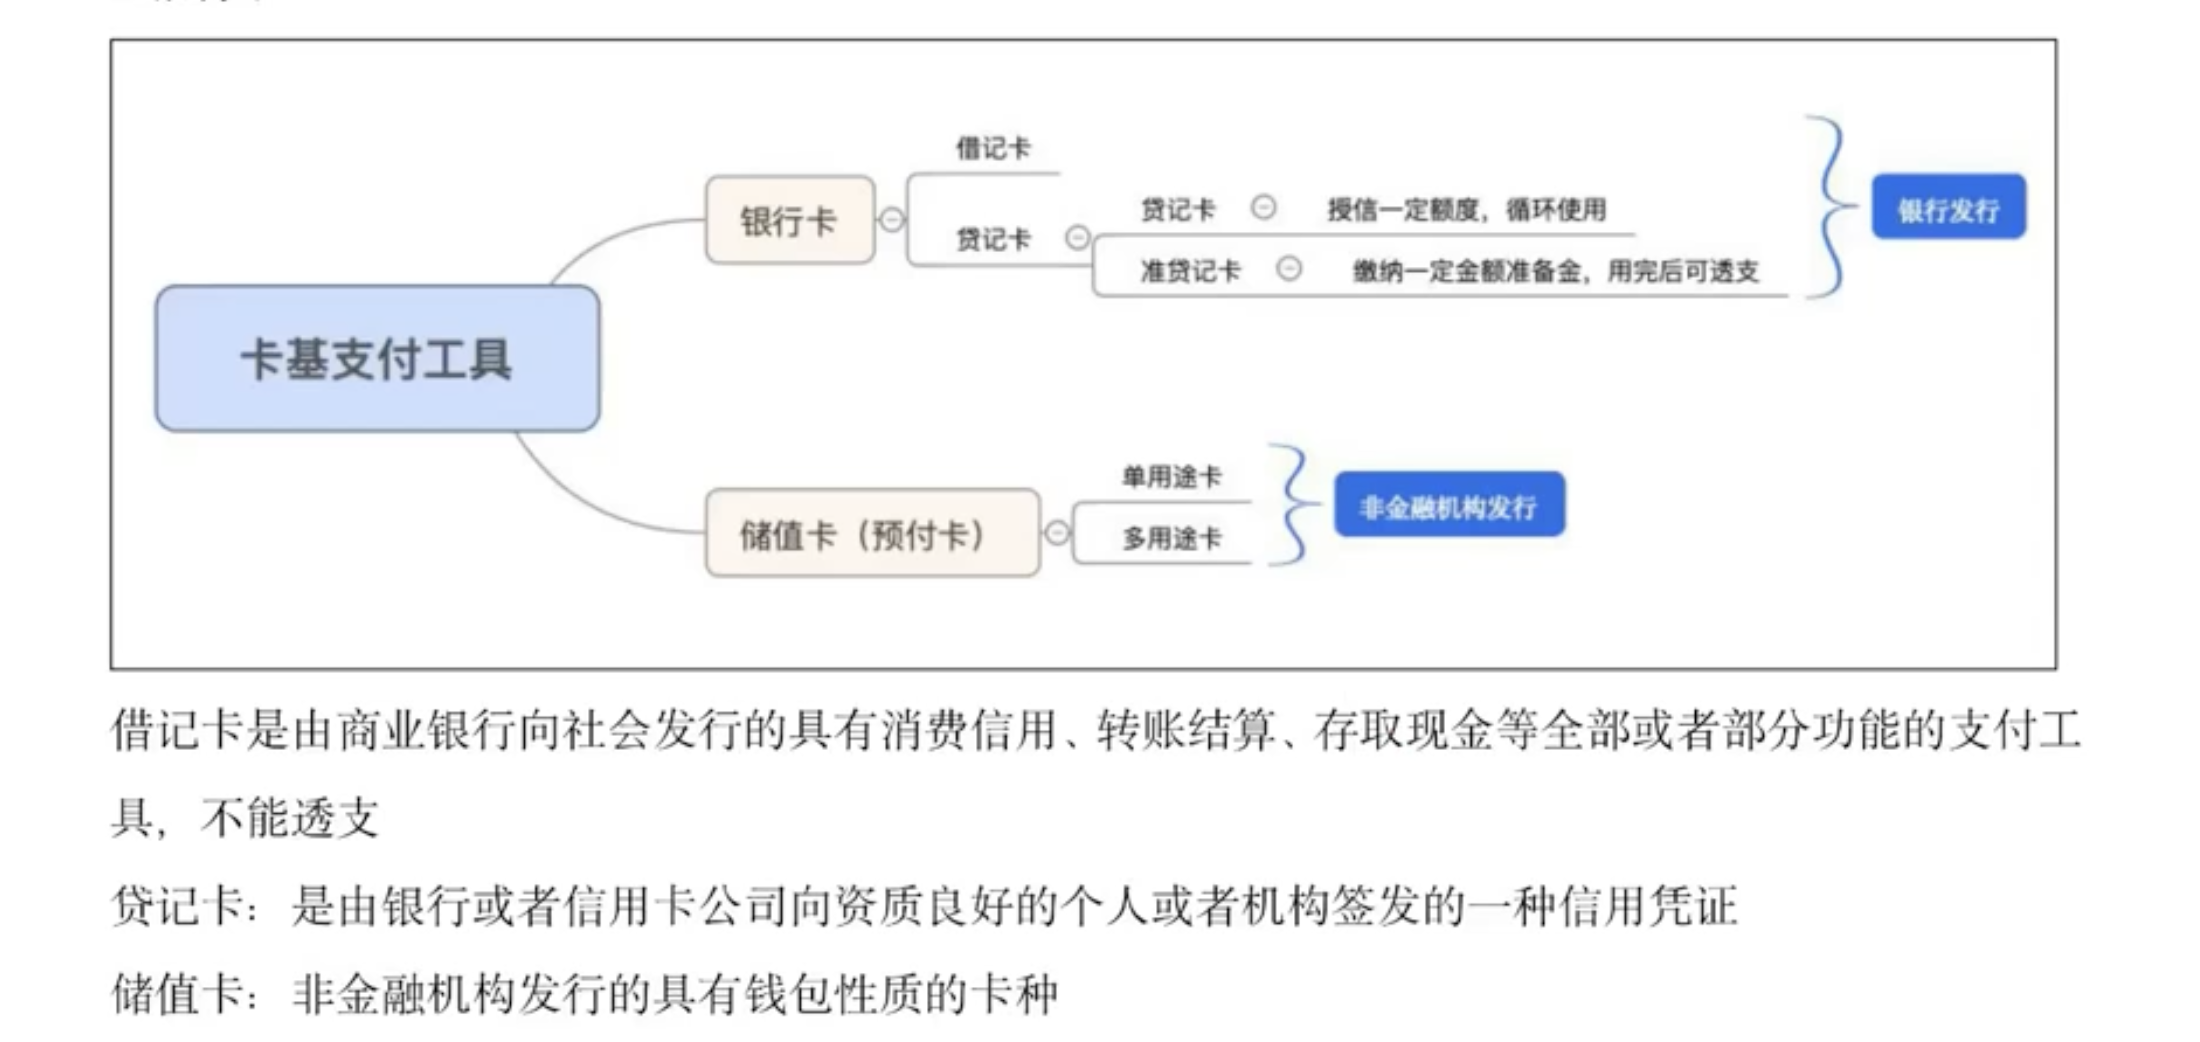 借记卡
银行卡
贷记卡
贷记卡
授信一定额度，循环使用
准贷记卡
缴纳一定金额准备金，用完后可透支
银行发行
卡基支付工具
储值卡（预付卡）
单用途卡
多用途卡
非金融机构发行
借记卡是由商业银行向社会发行的具有消费信用、转账结算、存取现金等全部或者部分功能的支付工
具，不能透支
贷记卡：是由银行或者信用卡公司向资质良好的个人或者机构签发的一种信用凭证
储值卡：非金融机构发行的具有钱包性质的卡种